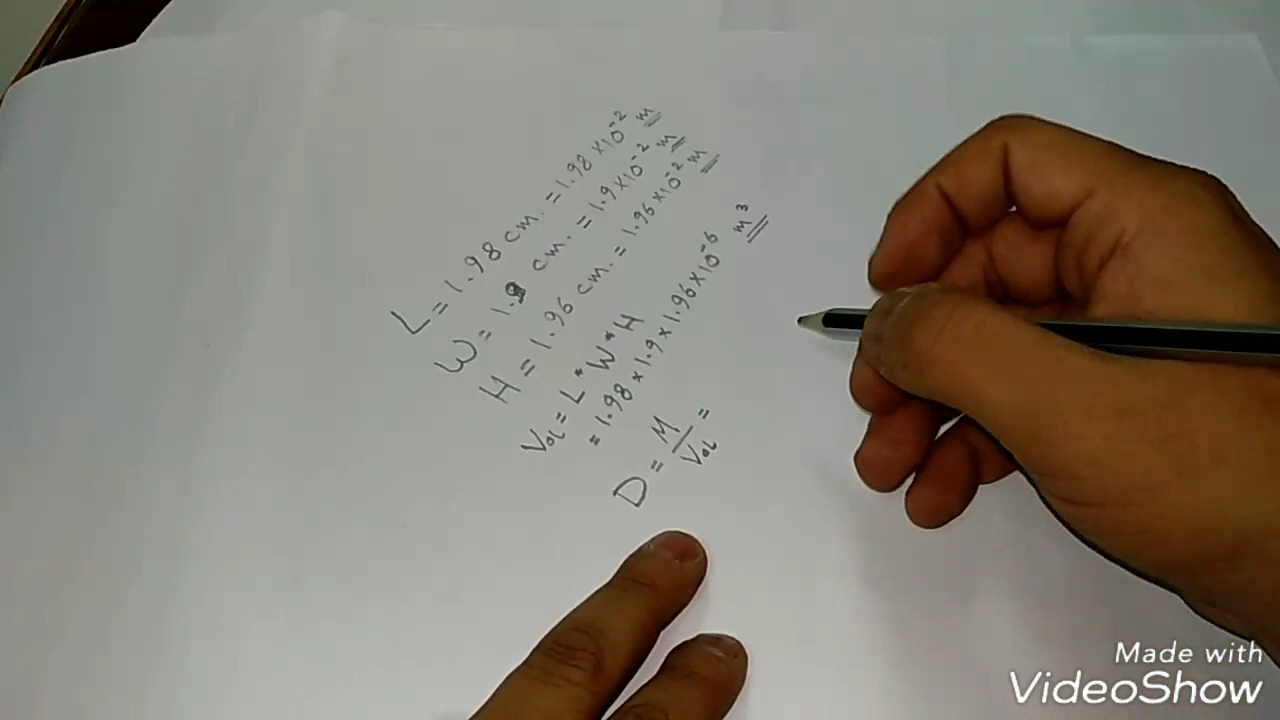 L = 1.98 cm. = 1.98 × 10⁻² m
W = 1.9 cm. = 1.9 × 10⁻² m
H = 1.96 cm. = 1.96 × 10⁻² m
Vol = L * W * H
= 1.98 × 1.9 × 1.96 × 10⁻⁶ m³
D = M/Vol =
Made with
VideoShow